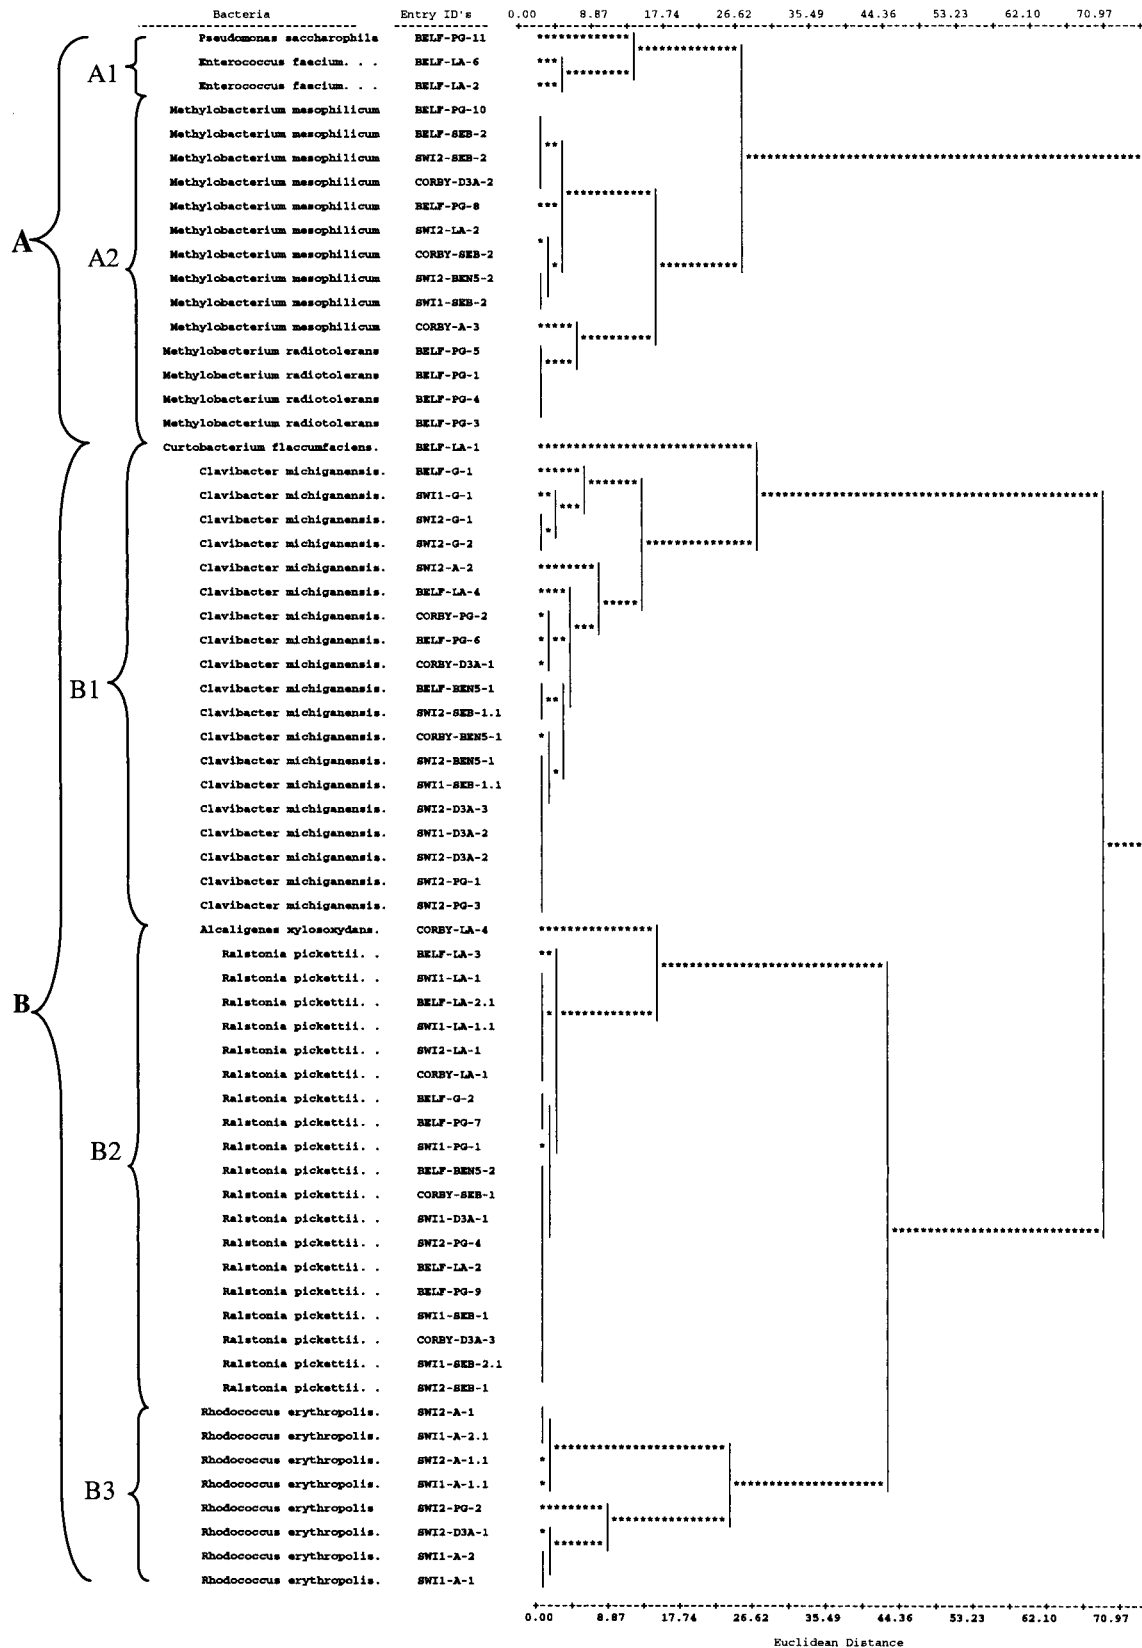 Bacteria Entry ID's 0.00 8.87 17.74 26.62 35.49 44.36 53.23 62.10 70.97
Pseudomonas saccharophila BELF-PG-11
Enterococcus faecium. . . BELF-LA-6
A1
Enterococcus faecium. . . BELF-LA-2
Methylobacterium mesophilicum BELF-PG-10
Methylobacterium mesophilicum BELF-SEB-2
Methylobacterium mesophilicum SWI2-SEB-2
Methylobacterium mesophilicum CORBY-D3A-2
Methylobacterium mesophilicum BELF-PG-8
Methylobacterium mesophilicum SWI2-LA-2
A
Methylobacterium mesophilicum CORBY-SEB-2
A2
Methylobacterium mesophilicum SWI2-BEN5-2
Methylobacterium mesophilicum SWI1-SEB-2
Methylobacterium mesophilicum CORBY-A-3
Methylobacterium radiotolerans BELF-PG-5
Methylobacterium radiotolerans BELF-PG-1
Methylobacterium radiotolerans BELF-PG-4
Methylobacterium radiotolerans BELF-PG-3
Curtobacterium flaccumfaciens. BELF-LA-1
Clavibacter michiganensis. BELF-G-1
Clavibacter michiganensis. SWI1-G-1
Clavibacter michiganensis. SWI2-G-1
Clavibacter michiganensis. SWI2-G-2
Clavibacter michiganensis. SWI2-A-2
Clavibacter michiganensis. BELF-LA-4
Clavibacter michiganensis. CORBY-PG-2
Clavibacter michiganensis. BELF-PG-6
Clavibacter michiganensis. CORBY-D3A-1
B1
Clavibacter michiganensis. BELF-BEN5-1
Clavibacter michiganensis. SWI2-SEB-1.1
Clavibacter michiganensis. CORBY-BEN5-1
Clavibacter michiganensis. SWI2-BEN5-1
Clavibacter michiganensis. SWI1-SEB-1.1
Clavibacter michiganensis. SWI2-D3A-3
Clavibacter michiganensis. SWI1-D3A-2
Clavibacter michiganensis. SWI2-D3A-2
Clavibacter michiganensis. SWI2-PG-1
Clavibacter michiganensis. SWI2-PG-3
Alcaligenes xylosoxydans. CORBY-LA-4
Ralstonia pickettii. . BELF-LA-3
Ralstonia pickettii. . SWI1-LA-1
B
Ralstonia pickettii. . BELF-LA-2.1
Ralstonia pickettii. . SWI1-LA-1.1
Ralstonia pickettii. . SWI2-LA-1
Ralstonia pickettii. . CORBY-LA-1
Ralstonia pickettii. . BELF-G-2
Ralstonia pickettii. . BELF-PG-7
B2
Ralstonia pickettii. . SWI1-PG-1
Ralstonia pickettii. . BELF-BEN5-2
Ralstonia pickettii. . CORBY-SEB-1
Ralstonia pickettii. . SWI1-D3A-1
Ralstonia pickettii. . SWI2-PG-4
Ralstonia pickettii. . BELF-LA-2
Ralstonia pickettii. . BELF-PG-9
Ralstonia pickettii. . SWI1-SEB-1
Ralstonia pickettii. . CORBY-D3A-3
Ralstonia pickettii. . SWI1-SEB-2.1
Ralstonia pickettii. . SWI2-SEB-1
Rhodococcus erythropolis. SWI2-A-1
Rhodococcus erythropolis. SWI1-A-2.1
Rhodococcus erythropolis. SWI2-A-1.1
Rhodococcus erythropolis. SWI1-A-1.1
B3
Rhodococcus erythropolis SWI2-PG-2
Rhodococcus erythropolis. SWI2-D3A-1
Rhodococcus erythropolis. SWI1-A-2
Rhodococcus erythropolis. SWI1-A-1
0.00 8.87 17.74 26.62 35.49 44.36 53.23 62.10 70.97
Euclidean Distance